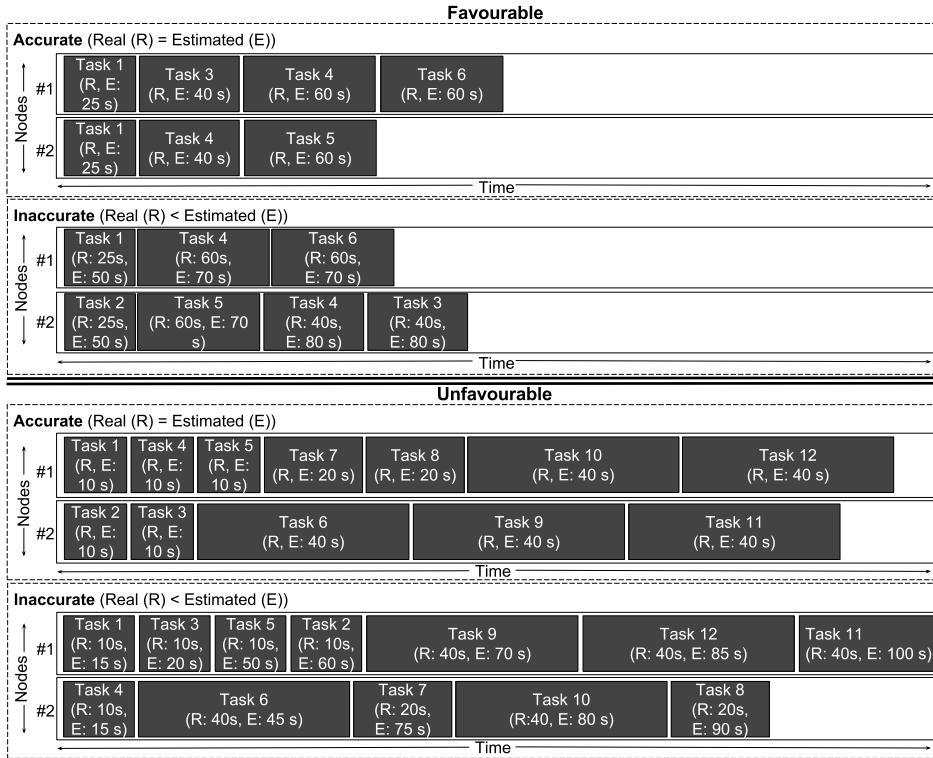 Favourable
Accurate (Real (R) = Estimated (E))
Nodes
#1
Task 1
(R, E:
25 s)
Task 3
(R, E: 40 s)
Task 4
(R, E: 60 s)
Task 6
(R, E: 60 s)
#2
Task 1
(R, E:
25 s)
Task 4
(R, E: 40 s)
Task 5
(R, E: 60 s)
Time
Inaccurate (Real (R) < Estimated (E))
Nodes
#1
Task 1
(R: 25s,
E: 50 s)
Task 4
(R: 60s,
E: 70 s)
Task 6
(R: 60s,
E: 70 s)
#2
Task 2
(R: 25s,
E: 50 s)
Task 5
(R: 60s, E: 70
s)
Task 4
(R: 40s,
E: 80 s)
Task 3
(R: 40s,
E: 80 s)
Time
Unfavourable
Accurate (Real (R) = Estimated (E))
Nodes
#1
Task 1
(R, E:
10 s)
Task 4
(R, E:
10 s)
Task 5
(R, E:
10 s)
Task 7
(R, E: 20 s)
Task 8
(R, E: 20 s)
Task 10
(R, E: 40 s)
Task 12
(R, E: 40 s)
#2
Task 2
(R, E:
10 s)
Task 3
(R, E:
10 s)
Task 6
(R, E: 40 s)
Task 9
(R, E: 40 s)
Task 11
(R, E: 40 s)
Time
Inaccurate (Real (R) < Estimated (E))
Nodes
#1
Task 1
(R: 10s,
E: 15 s)
Task 3
(R: 10s,
E: 20 s)
Task 5
(R: 10s,
E: 50 s)
Task 2
(R: 10s,
E: 60 s)
Task 9
(R: 40s, E: 70 s)
Task 12
(R: 40s, E: 85 s)
Task 11
(R: 40s, E: 100 s)
#2
Task 4
(R: 10s,
E: 15 s)
Task 6
(R: 40s, E: 45 s)
Task 7
(R: 20s,
E: 75 s)
Task 10
(R:40, E: 80 s)
Task 8
(R: 20s,
E: 90 s)
Time